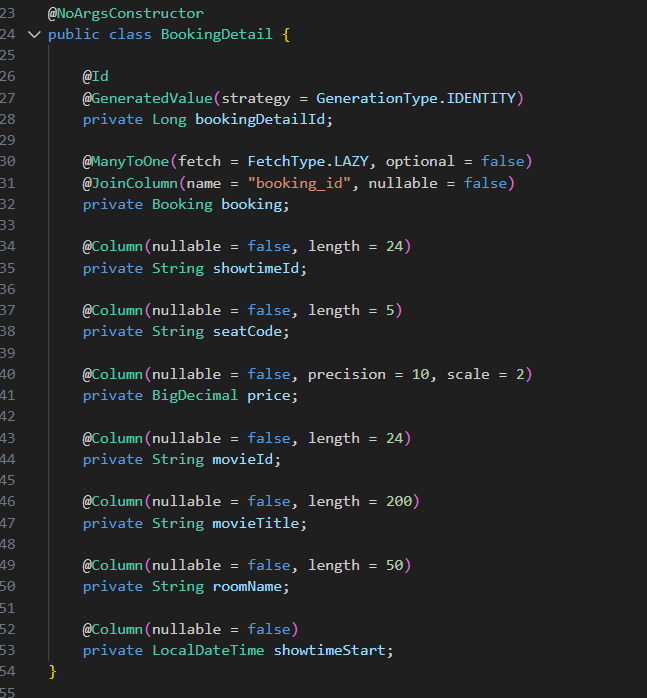 23 @NoArgsConstructor
24 public class BookingDetail {
25
26 @Id
27 @GeneratedValue(strategy = GenerationType.IDENTITY)
28 private Long bookingDetailId;
29
30 @ManyToOne(fetch = FetchType.LAZY, optional = false)
31 @JoinColumn(name = "booking_id", nullable = false)
32 private Booking booking;
33
34 @Column(nullable = false, length = 24)
35 private String showtimeId;
36
37 @Column(nullable = false, length = 5)
38 private String seatCode;
39
40 @Column(nullable = false, precision = 10, scale = 2)
41 private BigDecimal price;
42
43 @Column(nullable = false, length = 24)
44 private String movieId;
45
46 @Column(nullable = false, length = 200)
47 private String movieTitle;
48
49 @Column(nullable = false, length = 50)
50 private String roomName;
51
52 @Column(nullable = false)
53 private LocalDateTime showtimeStart;
54 }
55